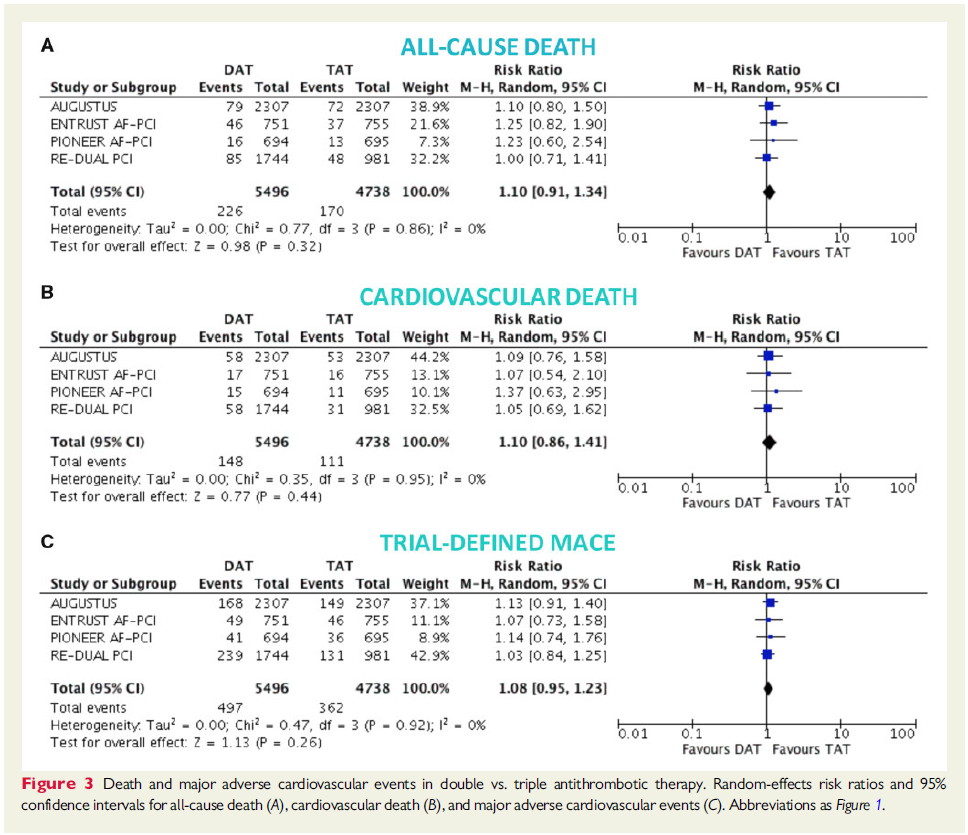 A
ALL-CAUSE DEATH
DAT TAT Risk Ratio Risk Ratio
Study or Subgroup Events Total Events Total Weight M-H, Random, 95% CI M-H, Random, 95% CI
AUGUSTUS 79 2307 72 2307 38.9% 1.10 [0.80, 1.50]
ENTRUST AF-PCI 46 751 37 755 21.6% 1.25 [0.82, 1.90]
PIONEER AF-PCI 16 694 13 695 7.3% 1.23 [0.60, 2.54]
RE-DUAL PCI 85 1744 48 981 32.2% 1.00 [0.71, 1.41]
Total (95% CI) 5496 4738 100.0% 1.10 [0.91, 1.34]
Total events 226 170
Heterogeneity: Tau² = 0.00; Chi² = 0.77, df = 3 (P = 0.86); I² = 0%
Test for overall effect: Z = 0.98 (P = 0.32)
0.01 0.1 1 10 100
Favours DAT Favours TAT
B
CARDIOVASCULAR DEATH
DAT TAT Risk Ratio Risk Ratio
Study or Subgroup Events Total Events Total Weight M-H, Random, 95% CI M-H, Random, 95% CI
AUGUSTUS 58 2307 53 2307 44.2% 1.09 [0.76, 1.58]
ENTRUST AF-PCI 17 751 16 755 13.1% 1.07 [0.54, 2.10]
PIONEER AF-PCI 15 694 11 695 10.1% 1.37 [0.63, 2.95]
RE-DUAL PCI 58 1744 31 981 32.5% 1.05 [0.69, 1.62]
Total (95% CI) 5496 4738 100.0% 1.10 [0.86, 1.41]
Total events 148 111
Heterogeneity: Tau² = 0.00; Chi² = 0.35, df = 3 (P = 0.95); I² = 0%
Test for overall effect: Z = 0.77 (P = 0.44)
0.01 0.1 1 10 100
Favours DAT Favours TAT
C
TRIAL-DEFINED MACE
DAT TAT Risk Ratio Risk Ratio
Study or Subgroup Events Total Events Total Weight M-H, Random, 95% CI M-H, Random, 95% CI
AUGUSTUS 168 2307 149 2307 37.1% 1.13 [0.91, 1.40]
ENTRUST AF-PCI 49 751 46 755 11.1% 1.07 [0.73, 1.58]
PIONEER AF-PCI 41 694 36 695 8.9% 1.14 [0.74, 1.76]
RE-DUAL PCI 239 1744 131 981 42.9% 1.03 [0.84, 1.25]
Total (95% CI) 5496 4738 100.0% 1.08 [0.95, 1.23]
Total events 497 362
Heterogeneity: Tau² = 0.00; Chi² = 0.47, df = 3 (P = 0.92); I² = 0%
Test for overall effect: Z = 1.13 (P = 0.26)
0.01 0.1 1 10 100
Favours DAT Favours TAT
Figure 3 Death and major adverse cardiovascular events in double vs. triple antithrombotic therapy. Random-effects risk ratios and 95%
confidence intervals for all-cause death (A), cardiovascular death (B), and major adverse cardiovascular events (C). Abbreviations as Figure 1.